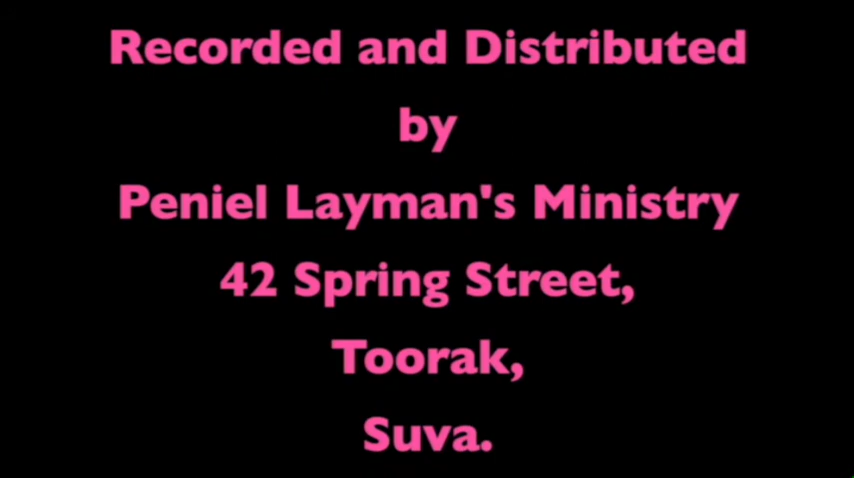 Recorded and Distributed
by
Peniel Layman's Ministry
42 Spring Street,
Toorak,
Suva.